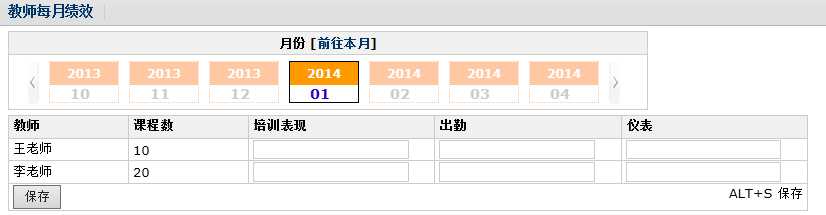 教师每月绩效
月份 [前往本月]
2013 2013 2013 2014 2014 2014 2014
10 11 12 01 02 03 04
教师 课程数 培训表现 出勤 仪表
王老师 10
李老师 20
保存 ALT+S 保存